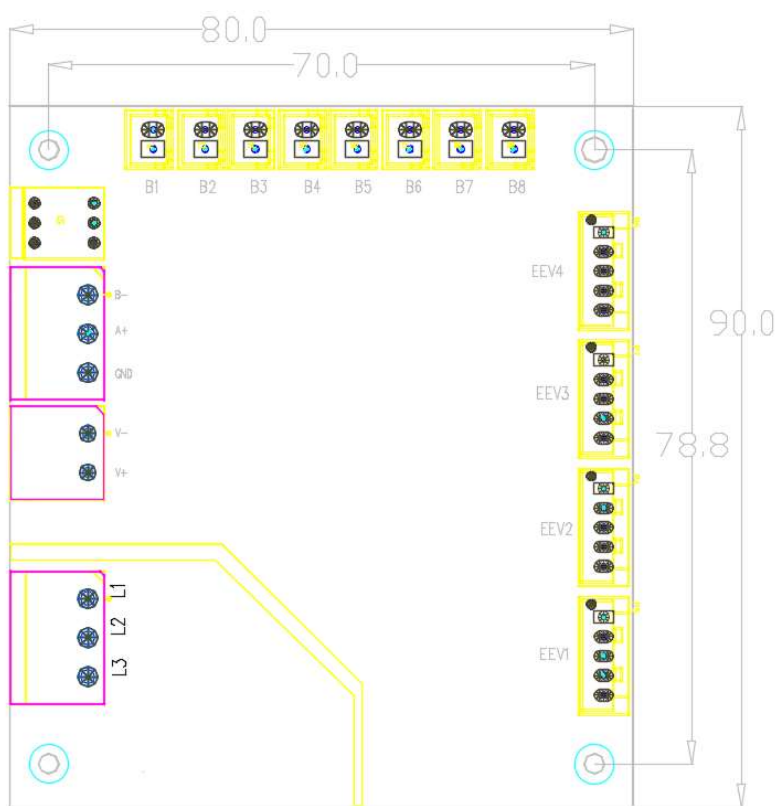 80,0
70,0
B1 B2 B3 B4 B5 B6 B7 B8
EEV4
B-
A+
GND
90,0
EEV3
V-
78,8
V+
EEV2
L1
L2
L3
EEV1